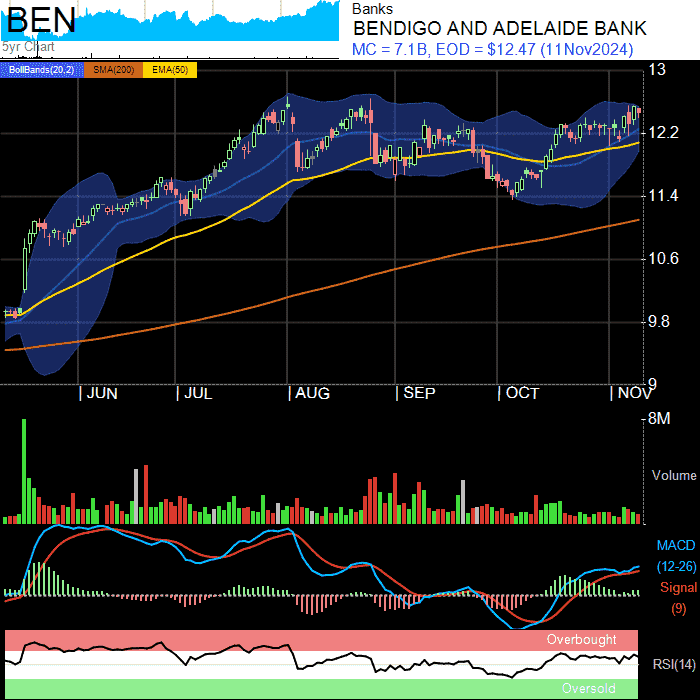 BEN
5yr Chart
Banks
BENDIGO AND ADELAIDE BANK
MC = 7.1B, EOD = $12.47 (11Nov2024)
BollBands(20,2) SMA(200) EMA(50)
13
12.2
11.4
10.6
9.8
9
JUN JUL AUG SEP OCT NOV
8M
Volume
MACD
(12-26)
Signal
(9)
Overbought
RSI(14)
Oversold